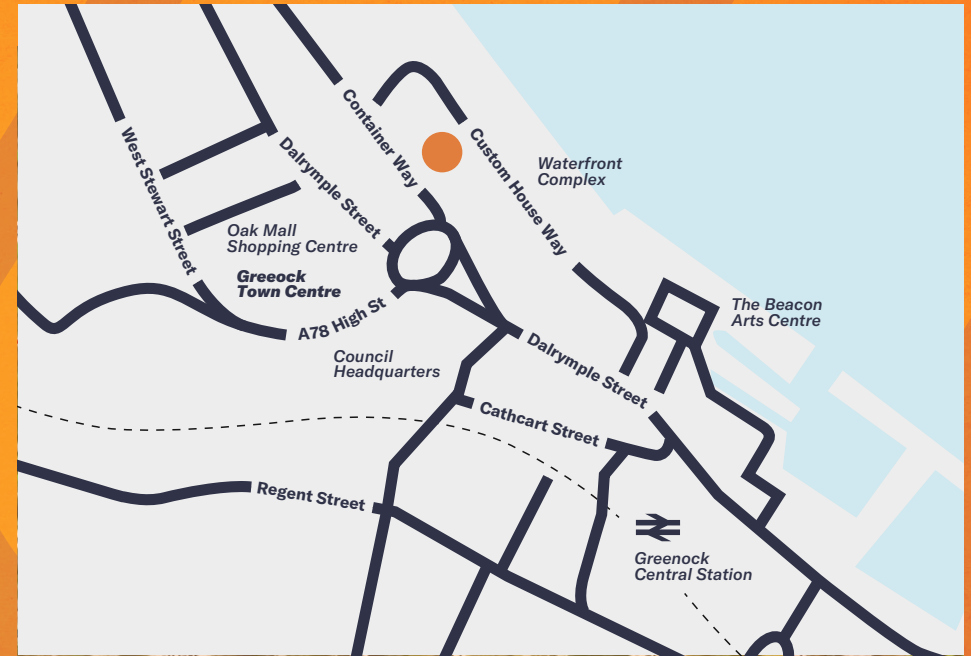 Container Way
Custom House Way
West Stewart Street
Dalrymple Street
Waterfront
Complex
Oak Mall
Shopping Centre
Greeock
Town Centre
A78 High St
The Beacon
Arts Centre
Council
Headquarters
Dalrymple Street
Cathcart Street
Regent Street
Greenock
Central Station